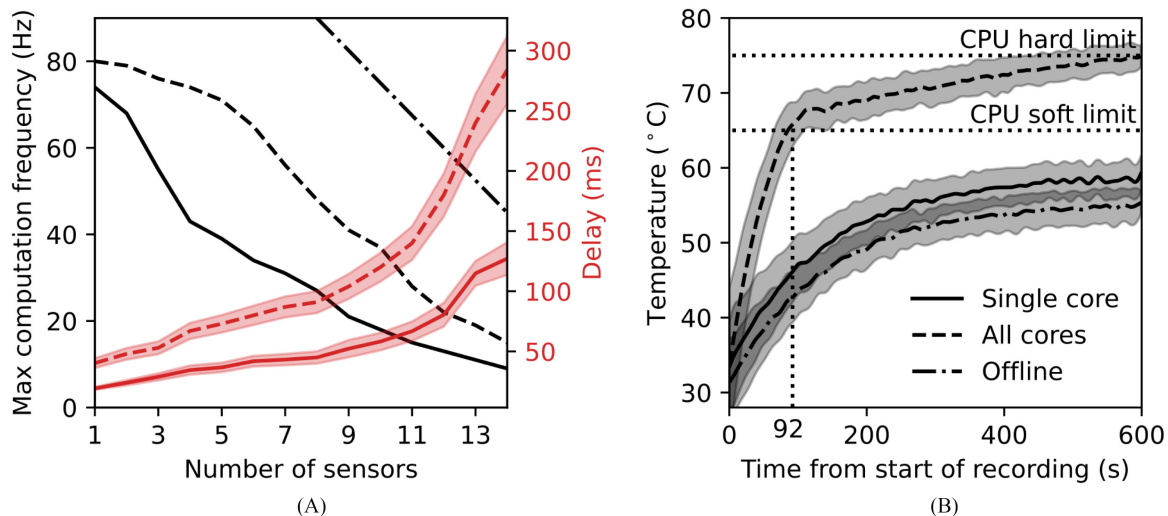 A)
B)
Max computation frequency (Hz)
80
60
40
20
0
1
3
5
7
9
11
13
Number of sensors
300
250
200
150
100
50
Delay (ms)
(A)
Temperature (°C)
80
70
60
50
40
30
CPU hard limit
CPU soft limit
Single core
All cores
Offline
0
92
200
400
600
Time from start of recording (s)
(B)